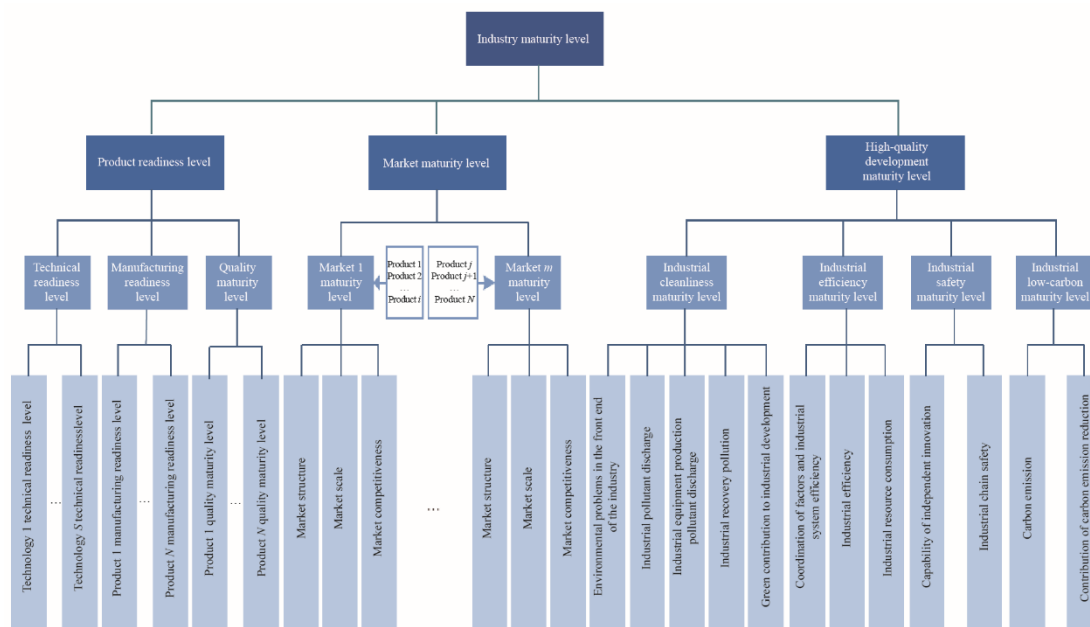 Industry maturity level
Product readiness level
Market maturity level
High-quality
development
maturity level
Technical
readiness
level
Manufacturing
readiness
level
Quality
maturity
level
Market 1
maturity
level
Product 1
Product 2
...
Product i
Product j
Product j+1
...
Product N
Market m
maturity
level
Industrial
cleanliness
maturity level
Industrial
efficiency
maturity level
Industrial
safety
maturity level
Industrial
low-carbon
maturity level
Technology 1 technical readiness level
...
Technology S technical readinesslevel
Product 1 manufacturing readiness level
...
Product N manufacturing readiness level
Product 1 quality maturity level
...
Product N quality maturity level
Market structure
Market scale
Market competitiveness
...
Market structure
Market scale
Market competitiveness
Environmental problems in the front end
of the industry
Industrial pollutant discharge
Industrial equipment production
pollutant discharge
Industrial recovery pollution
Green contribution to industrial development
Coordination of factors and industrial
system efficiency
Industrial efficiency
Industrial resource consumption
Capability of independent innovation
Industrial chain safety
Carbon emission
Contribution of carbon emission reduction